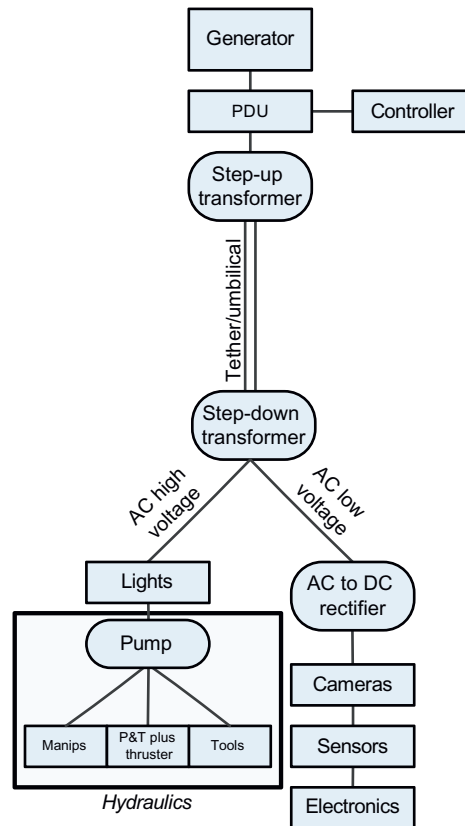 Generator
PDU
Controller
Step-up
transformer
Tether/umbilical
Step-down
transformer
AC high
voltage
AC low
voltage
Lights
AC to DC
rectifier
Pump
Cameras
Manips
P&T plus
thruster
Tools
Sensors
Hydraulics
Electronics